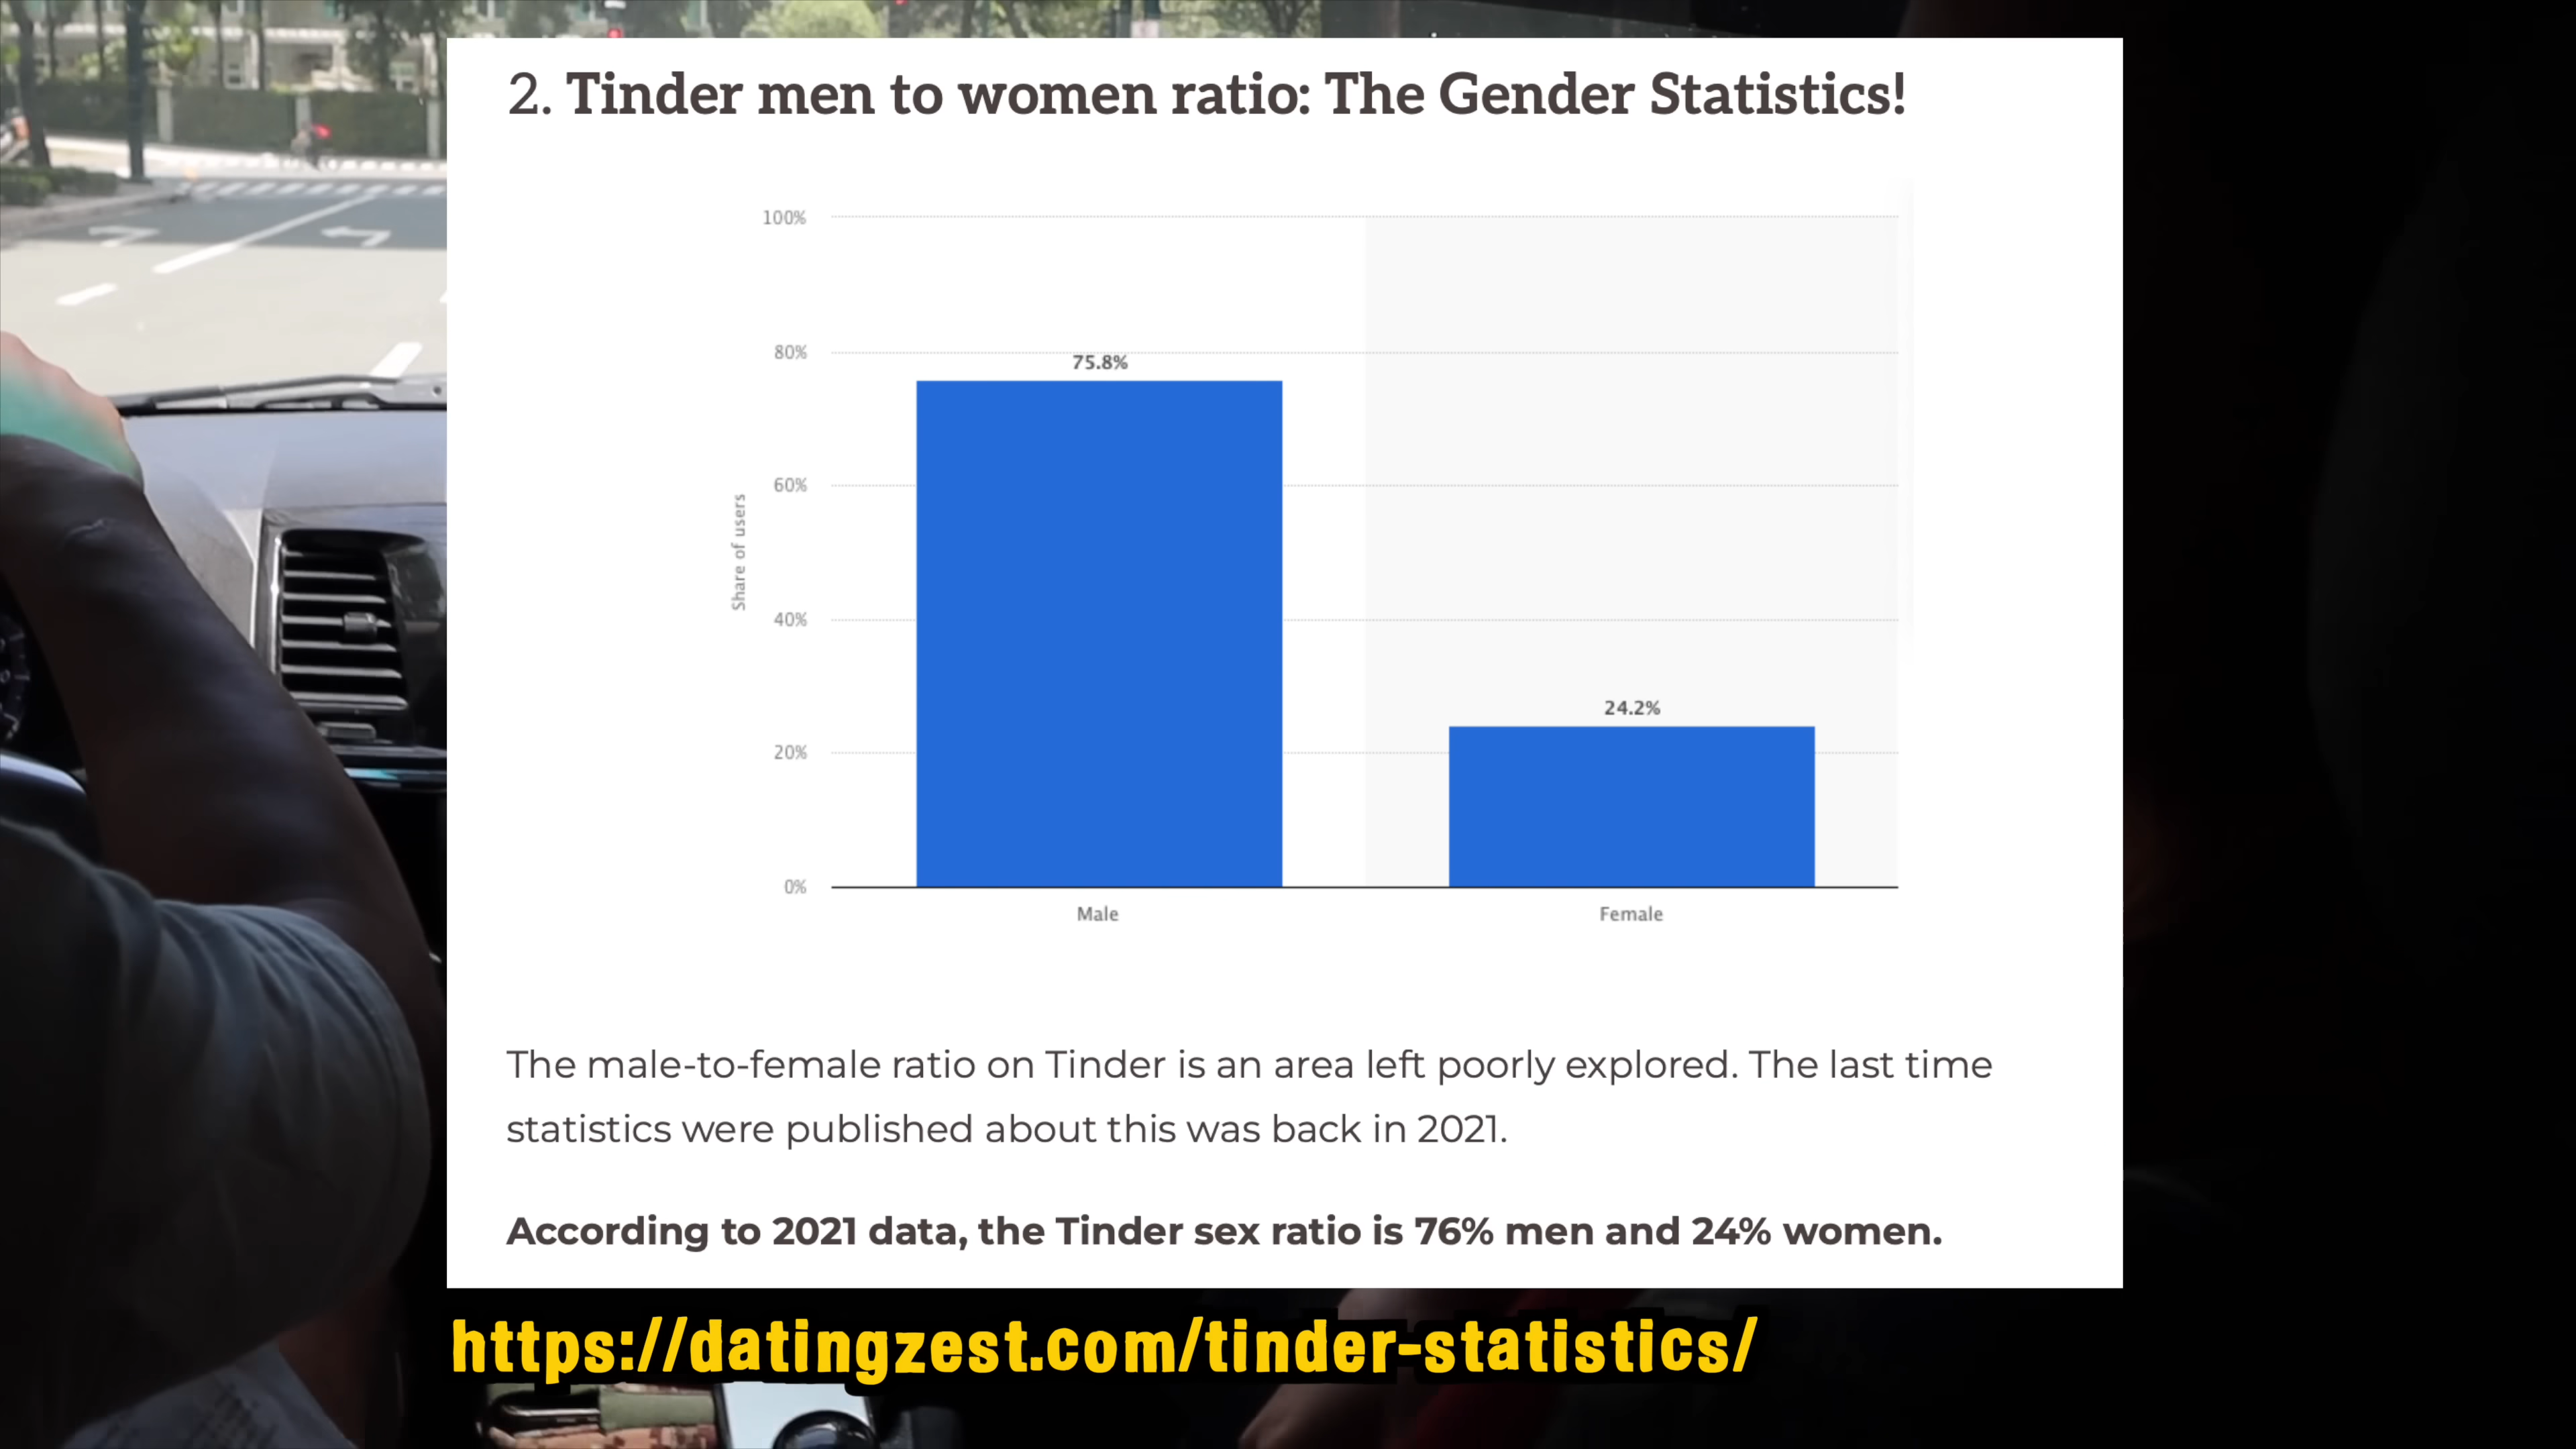 2. Tinder men to women ratio: The Gender Statistics!
100%
80%
60%
40%
20%
0%
Share of users
75.8%
24.2%
Male
Female
The male-to-female ratio on Tinder is an area left poorly explored. The last time
statistics were published about this was back in 2021.
According to 2021 data, the Tinder sex ratio is 76% men and 24% women.
https://datingzest.com/tinder-statistics/